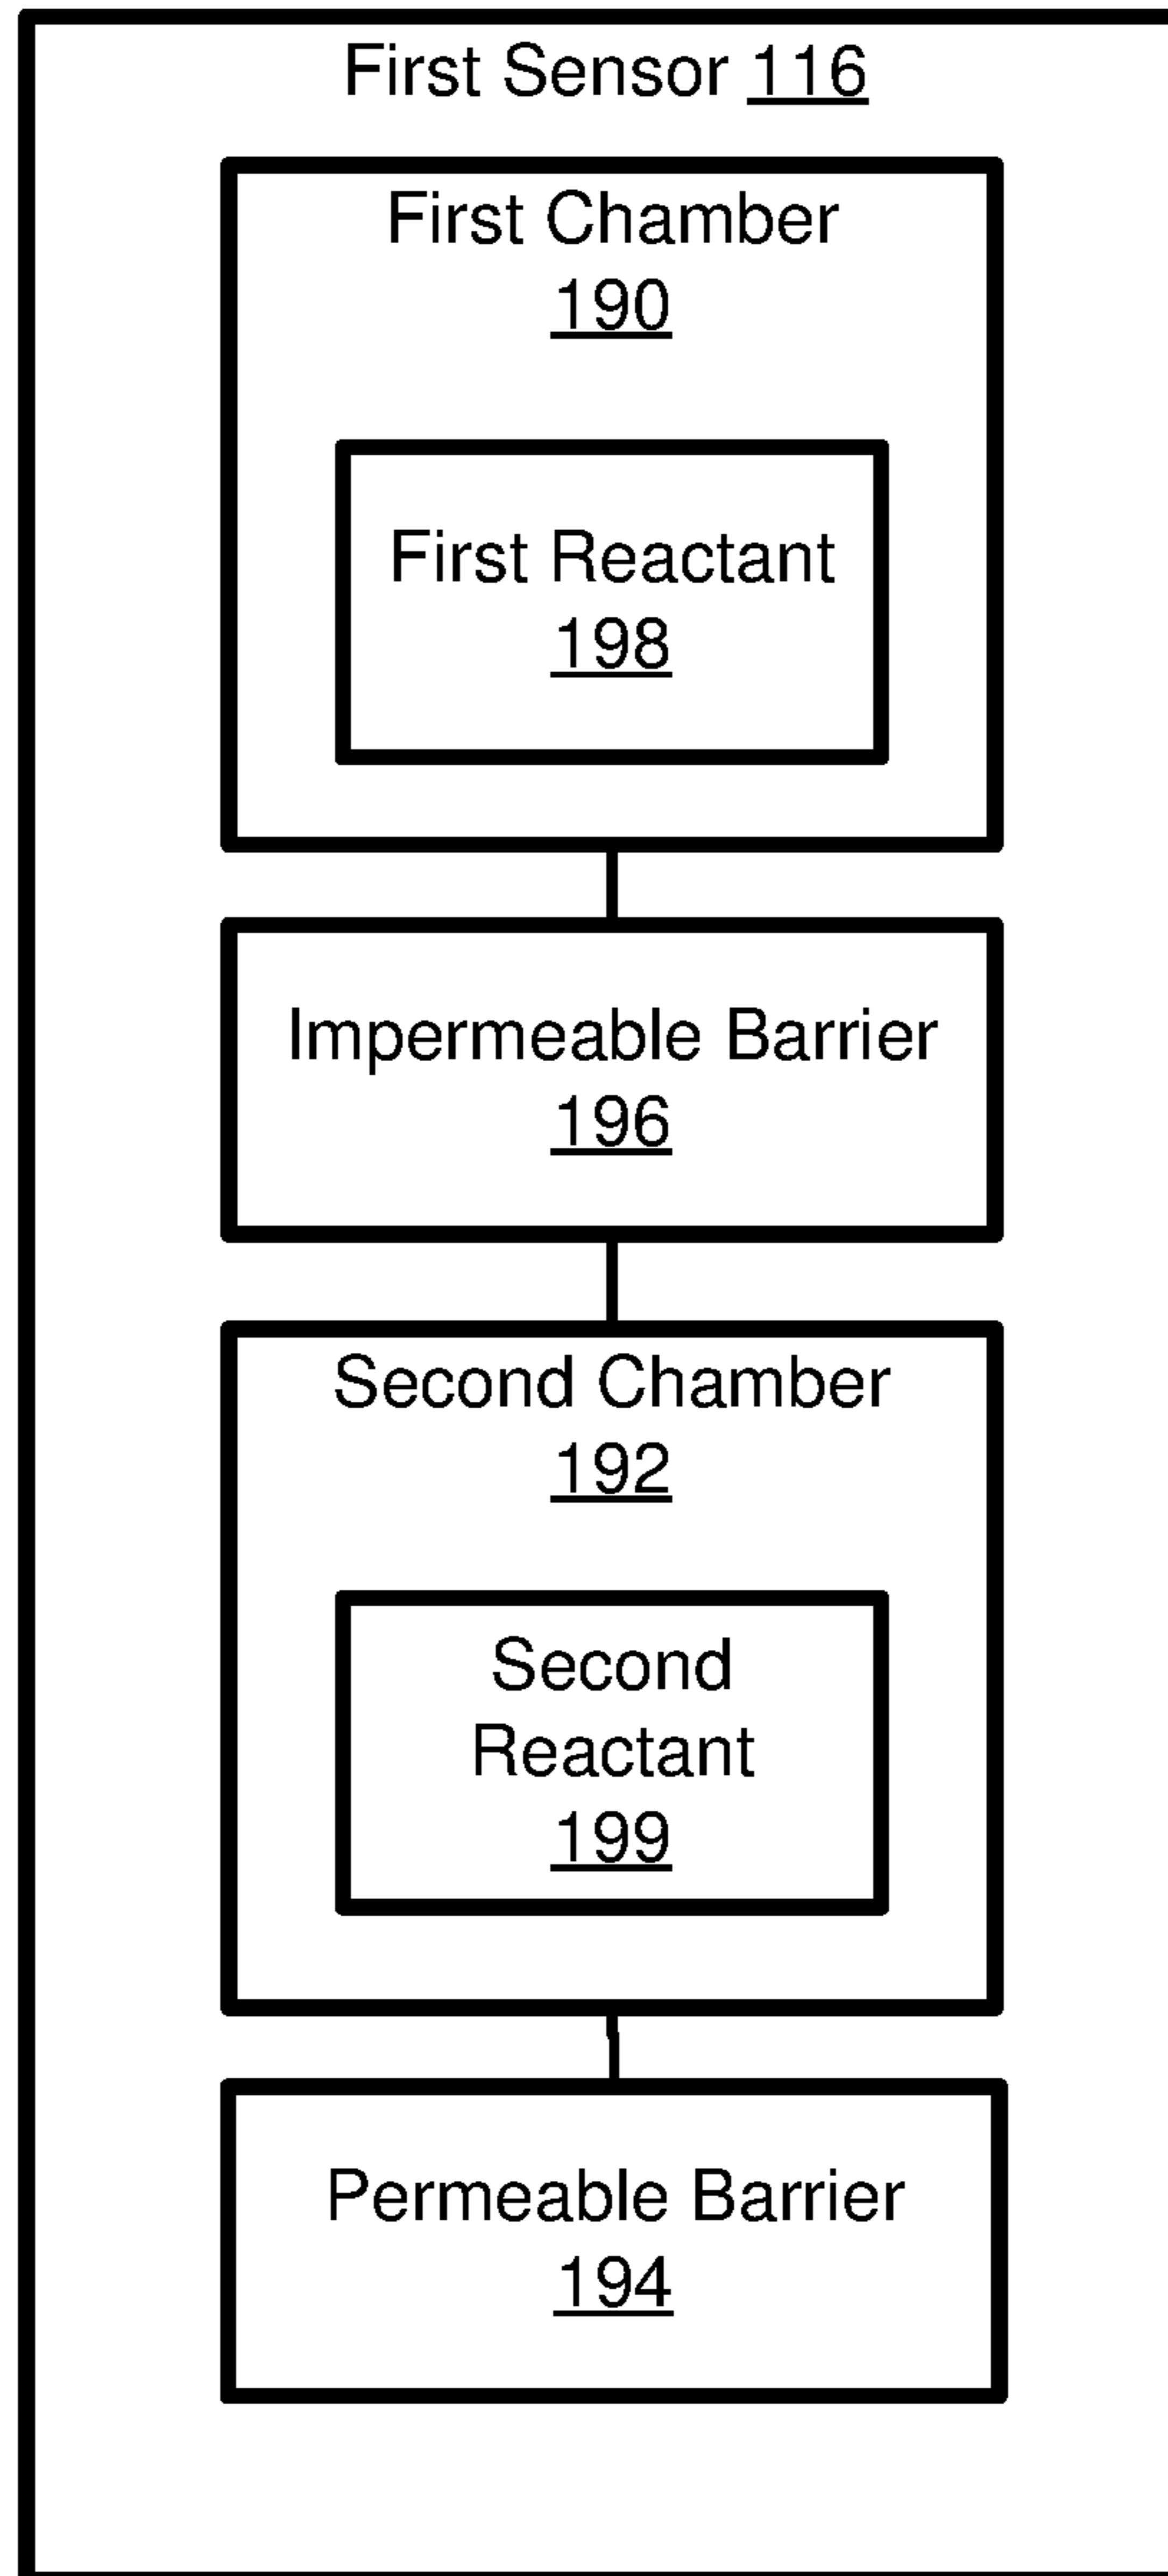 First Sensor 116
First Chamber
190
First Reactant
198
Impermeable Barrier
196
Second Chamber
192
Second
Reactant
199
Permeable Barrier
194